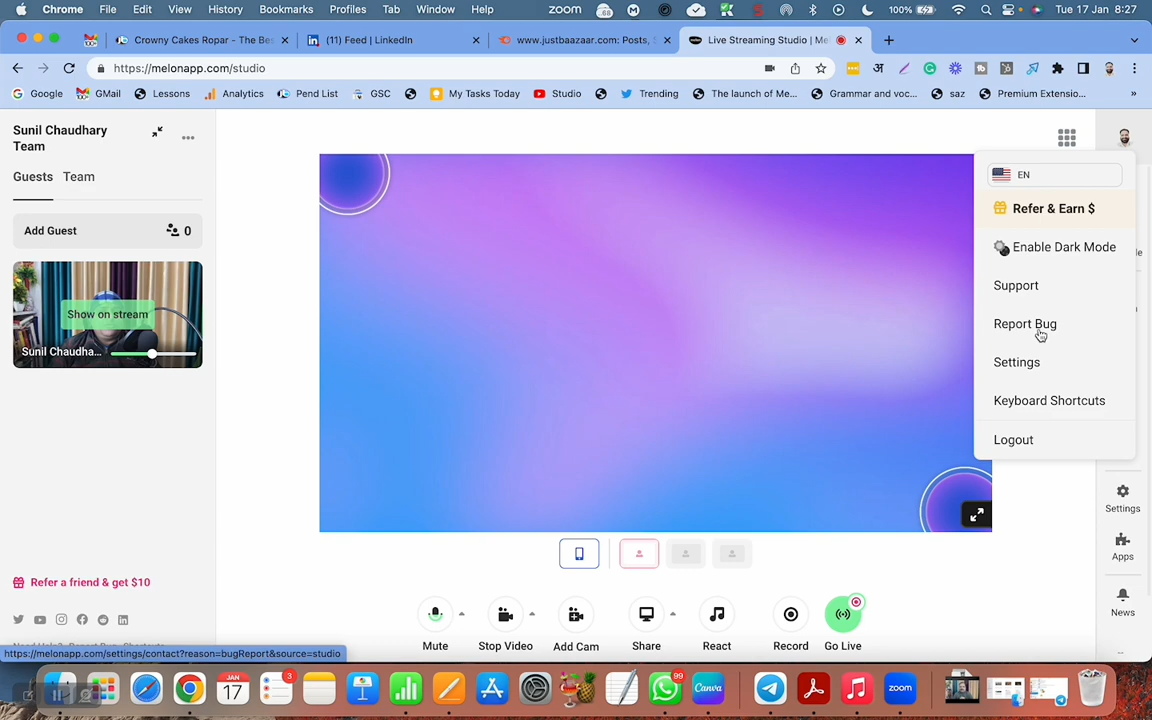 Chrome File Edit View History Bookmarks Profiles Tab Window Help zoom 100% Tue 17 Jan 8:27
Crowny Cakes Ropar - The Bes
(11) Feed | LinkedIn
www.justbaazaar.com: Posts,
Live Streaming Studio | Me
https://melonapp.com/studio
Google GMail Lessons Analytics Pend List GSC My Tasks Today Studio Trending The launch of Me... Grammar and voc... saz Premium Extensio... »
Sunil Chaudhary
Team
Guests Team
Add Guest 0
Show on stream
Sunil Chaudha...
EN
Refer & Earn $
Enable Dark Mode
Support
Report Bug
Settings
Keyboard Shortcuts
Logout
Settings
Apps
News
Refer a friend & get $10
https://melonapp.com/settings/contact?reason=bugReport&source=studio
Mute Stop Video Add Cam Share React Record Go Live
JAN
17
3
99
Canva
zoom